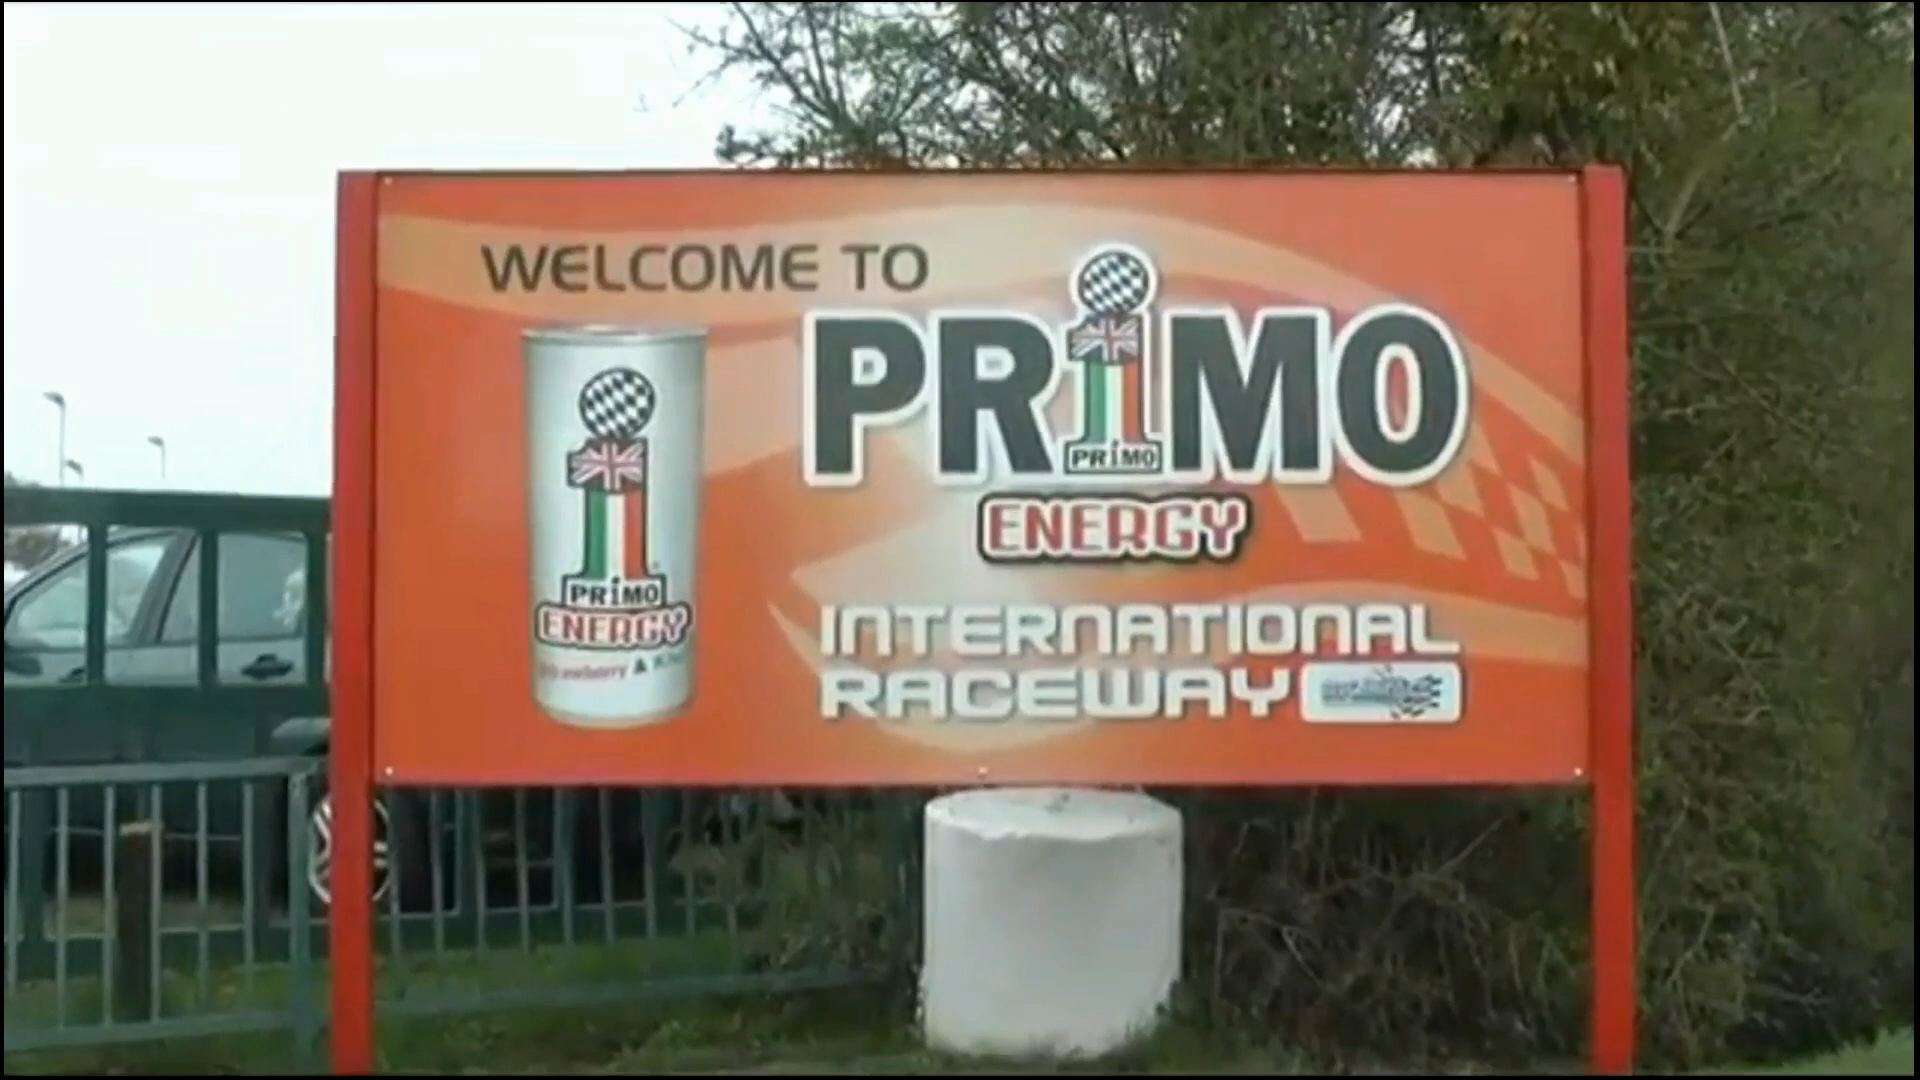 WELCOME TO
PRiMO
PRiMO
ENERGY
INTERNATIONAL
RACEWAY
PRiMO
ENERGY
&